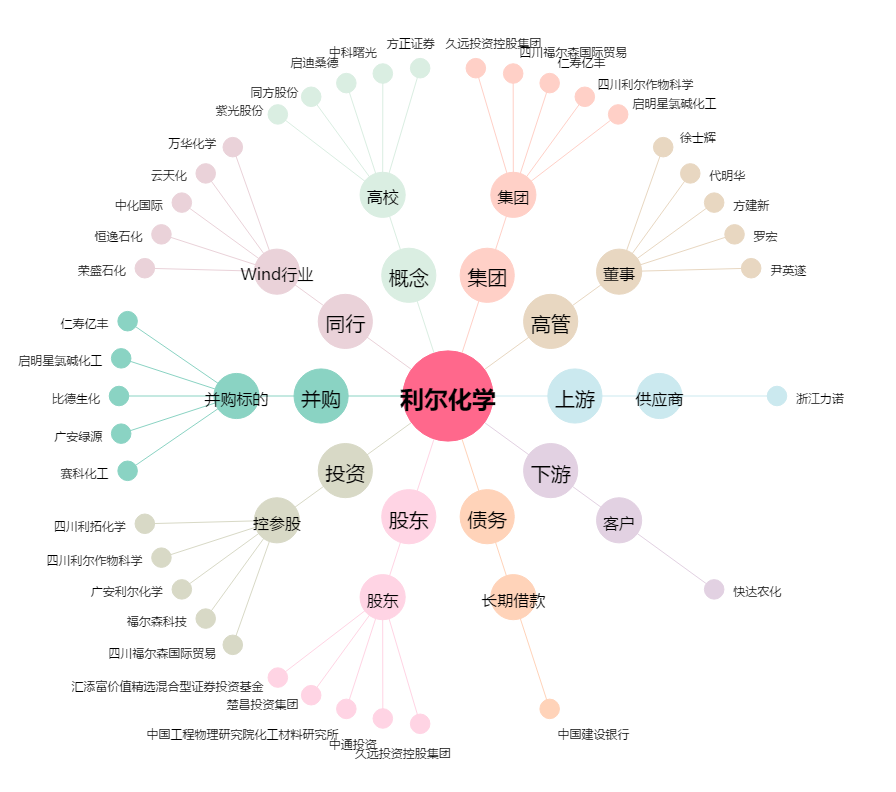 久远投资控股集团
方正证券
中科曙光
四川福尔森国际贸易
启迪桑德
仁寿亿丰
同方股份
四川利尔作物科学
紫光股份
启明星氯碱化工
万华化学
徐士辉
云天化
代明华
高校
集团
中化国际
方建新
恒逸石化
罗宏
荣盛石化
尹英遂
Wind行业
概念
集团
董事
同行
高管
仁寿亿丰
启明星氯碱化工
比德生化
并购标的
并购
利尔化学
上游
供应商
浙江力诺
广安绿源
赛科化工
投资
下游
四川利拓化学
控参股
股东
债务
客户
四川利尔作物科学
广安利尔化学
快达农化
股东
长期借款
福尔森科技
四川福尔森国际贸易
汇添富价值精选混合型证券投资基金
楚昌投资集团
中国工程物理研究院化工材料研究所
中国建设银行
中通投资
久远投资控股集团